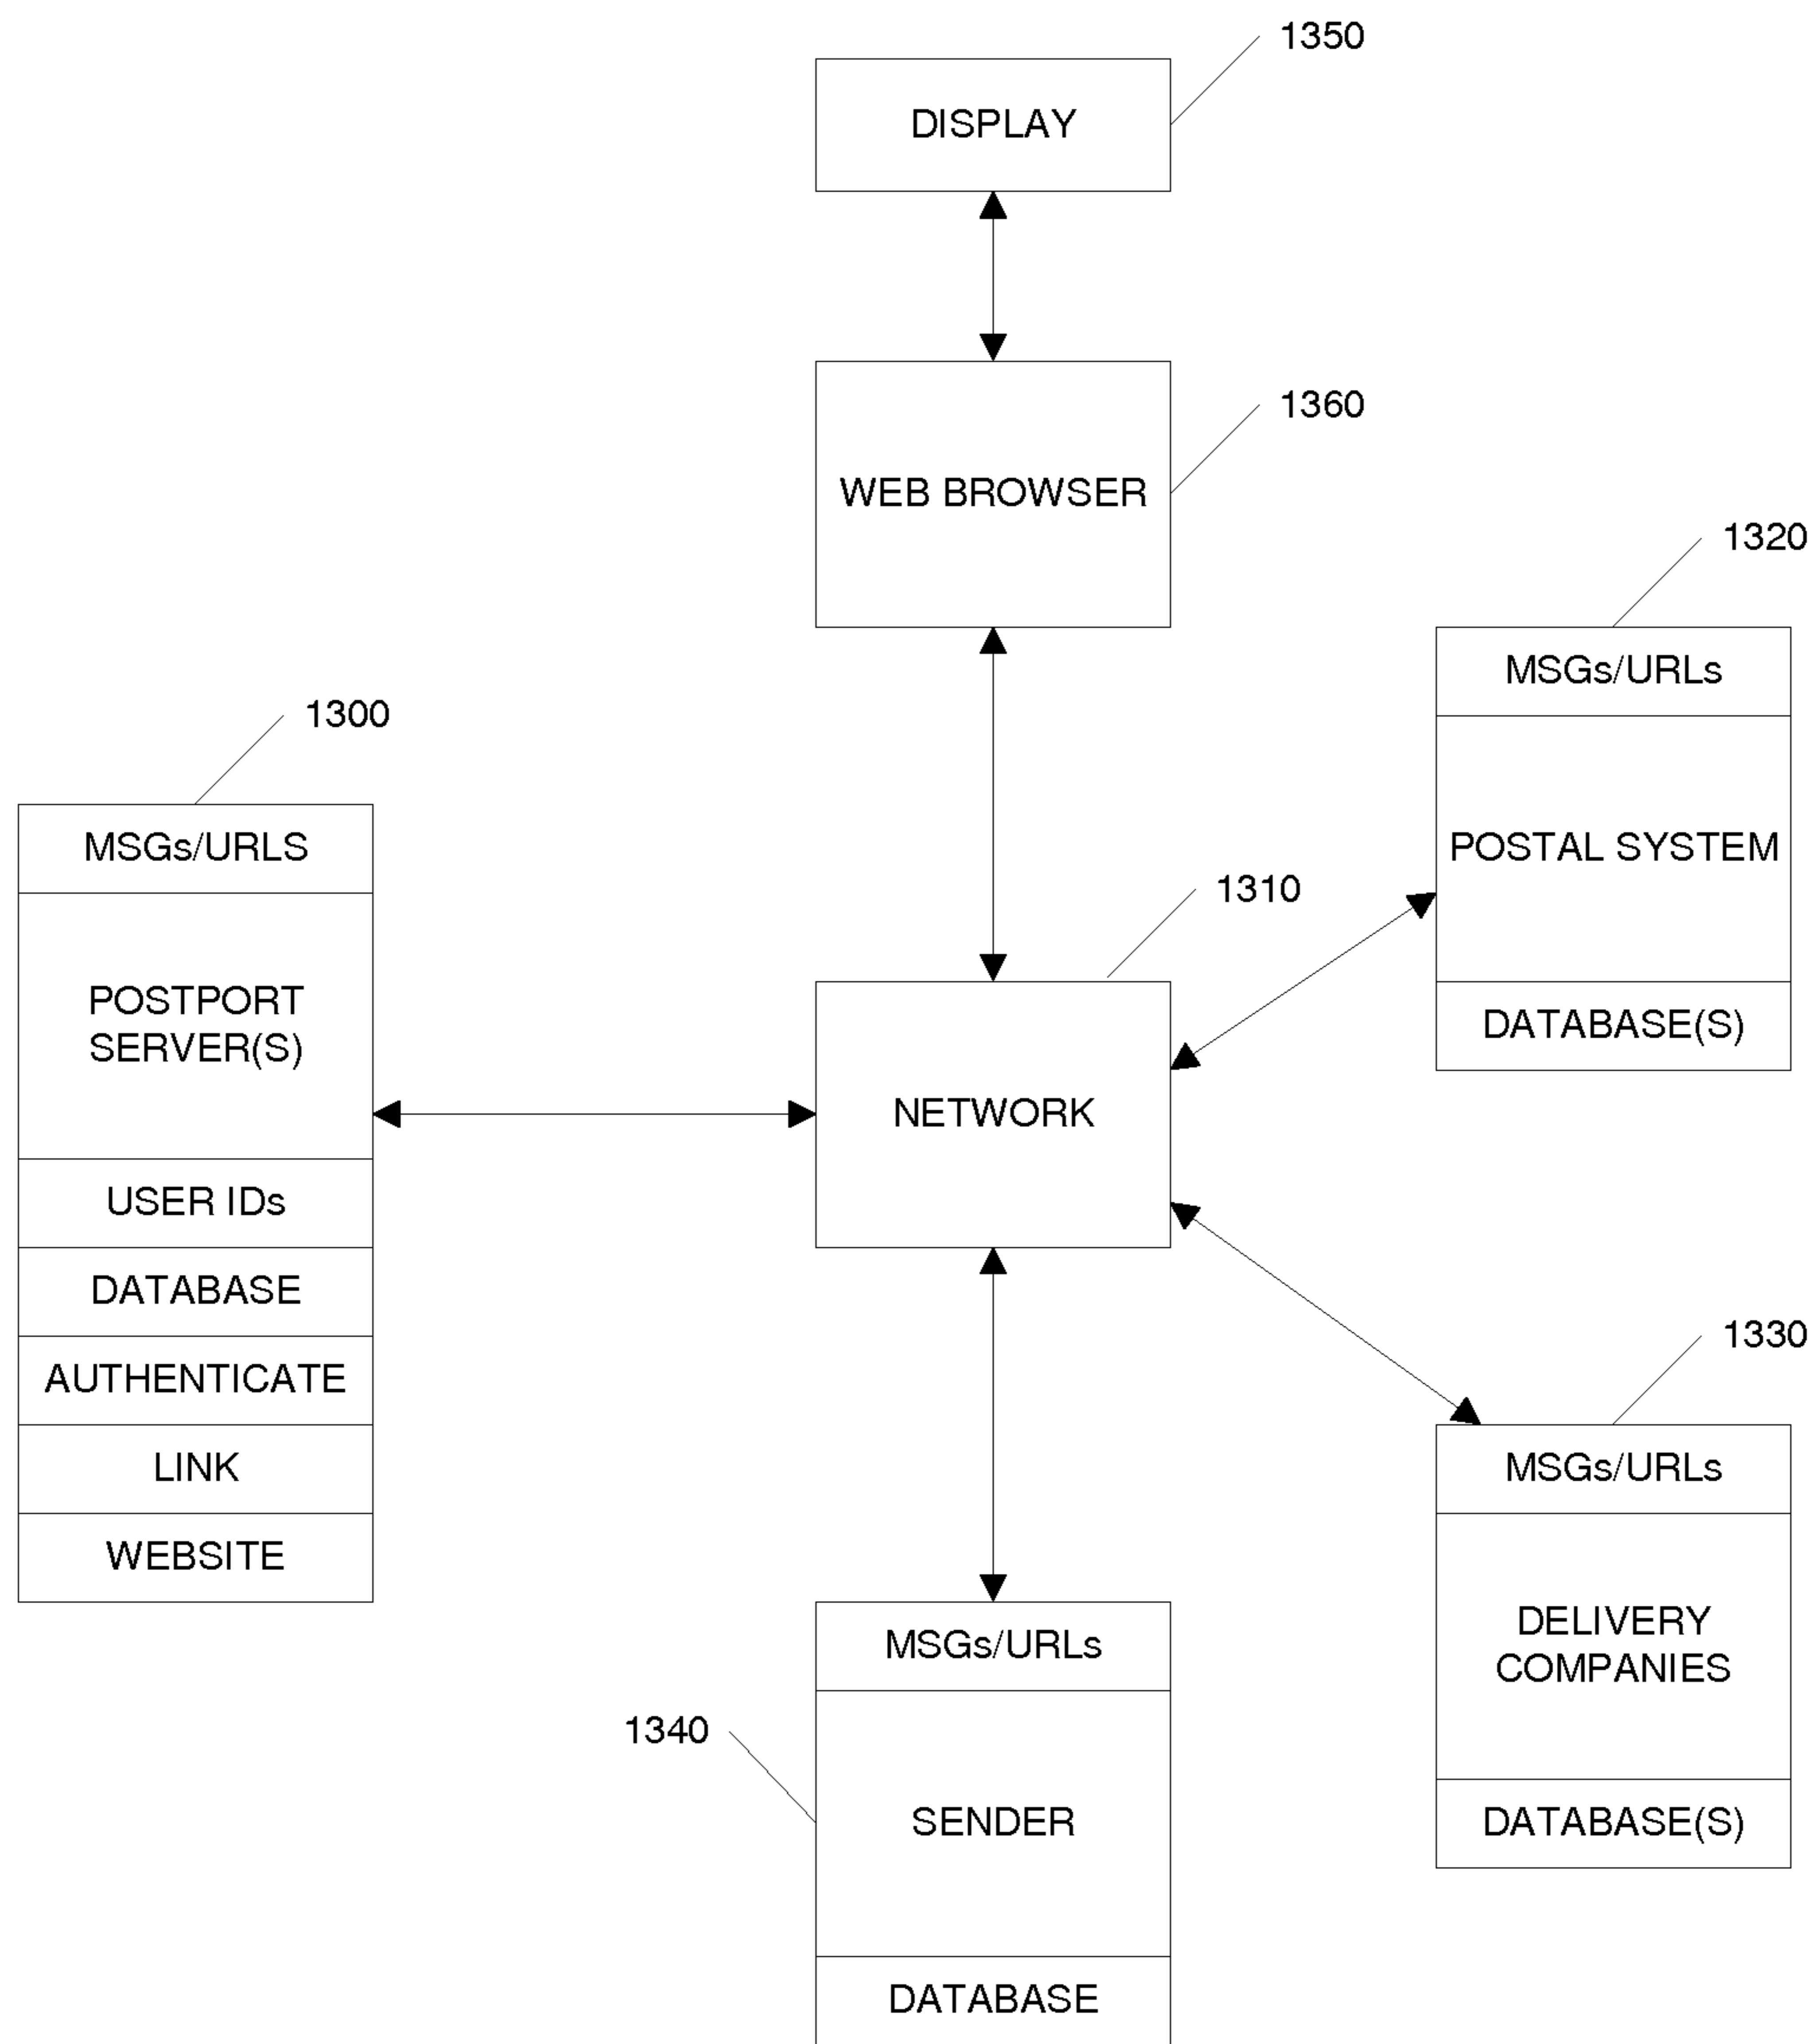 1350
DISPLAY
1360
WEB BROWSER
1320
MSGs/URLs
POSTAL SYSTEM
DATABASE(S)
1300
MSGs/URLS
POSTPORT
SERVER(S)
USER IDs
DATABASE
AUTHENTICATE
LINK
WEBSITE
1310
NETWORK
1330
MSGs/URLs
DELIVERY
COMPANIES
DATABASE(S)
1340
MSGs/URLs
SENDER
DATABASE